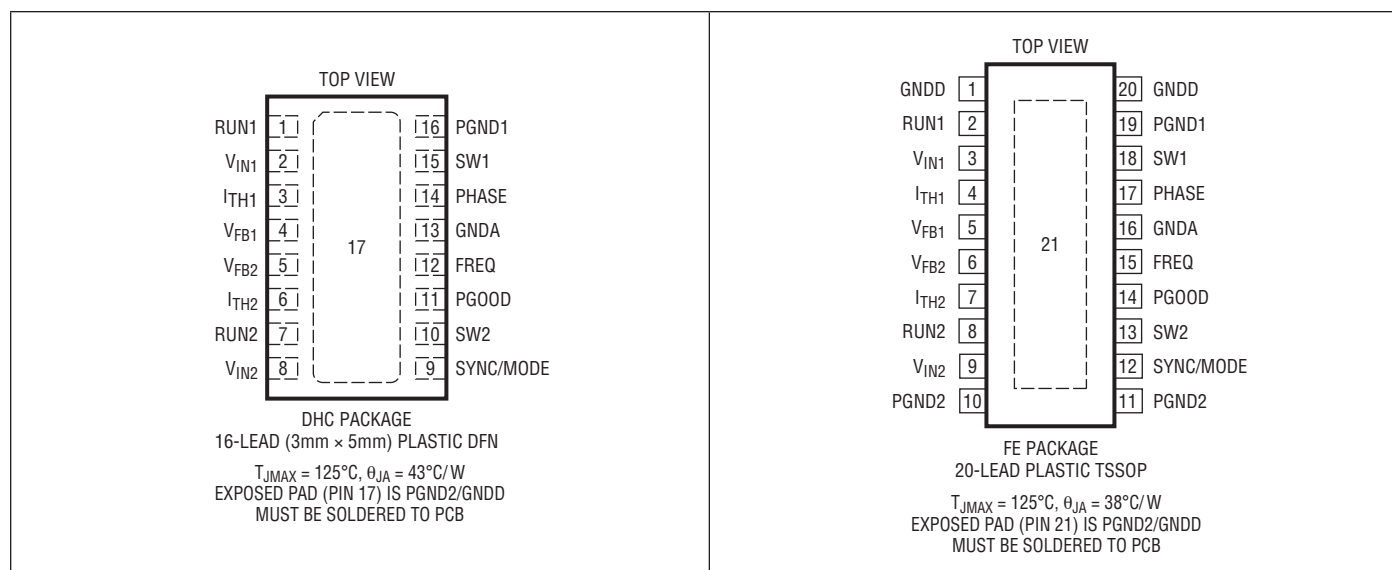 TOP VIEW
RUN1 1 16 PGND1
VIN1 2 15 SW1
ITH1 3 14 PHASE
VFB1 4 13 GNDA
17
VFB2 5 12 FREQ
ITH2 6 11 PGOOD
RUN2 7 10 SW2
VIN2 8 9 SYNC/MODE
DHC PACKAGE
16-LEAD (3mm × 5mm) PLASTIC DFN
TJMAX = 125°C, θJA = 43°C/W
EXPOSED PAD (PIN 17) IS PGND2/GNDD
MUST BE SOLDERED TO PCB
TOP VIEW
GNDD 1 20 GNDD
RUN1 2 19 PGND1
VIN1 3 18 SW1
ITH1 4 17 PHASE
VFB1 5 16 GNDA
21
VFB2 6 15 FREQ
ITH2 7 14 PGOOD
RUN2 8 13 SW2
VIN2 9 12 SYNC/MODE
PGND2 10 11 PGND2
FE PACKAGE
20-LEAD PLASTIC TSSOP
TJMAX = 125°C, θJA = 38°C/W
EXPOSED PAD (PIN 21) IS PGND2/GNDD
MUST BE SOLDERED TO PCB